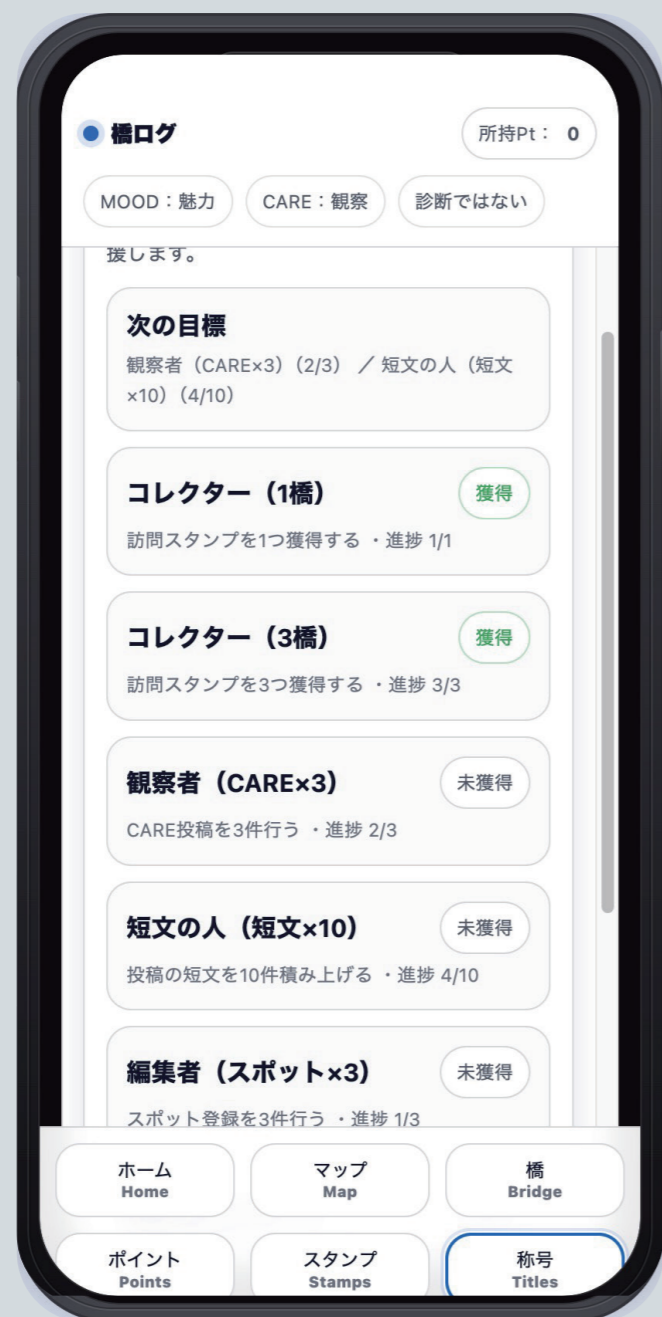 橋ログ
所持Pt： 0
MOOD：魅力
CARE：観察
診断ではない
援します。
次の目標
観察者（CARE×3）（2/3） ／ 短文の人（短文
×10）（4/10）
コレクター（1橋）
獲得
訪問スタンプを1つ獲得する ・進捗 1/1
コレクター（3橋）
獲得
訪問スタンプを3つ獲得する ・進捗 3/3
観察者（CARE×3）
未獲得
CARE投稿を3件行う ・進捗 2/3
短文の人（短文×10）
未獲得
投稿の短文を10件積み上げる ・進捗 4/10
編集者（スポット×3）
未獲得
スポット登録を3件行う ・進捗 1/3
ホーム
Home
マップ
Map
橋
Bridge
ポイント
Points
スタンプ
Stamps
称号
Titles